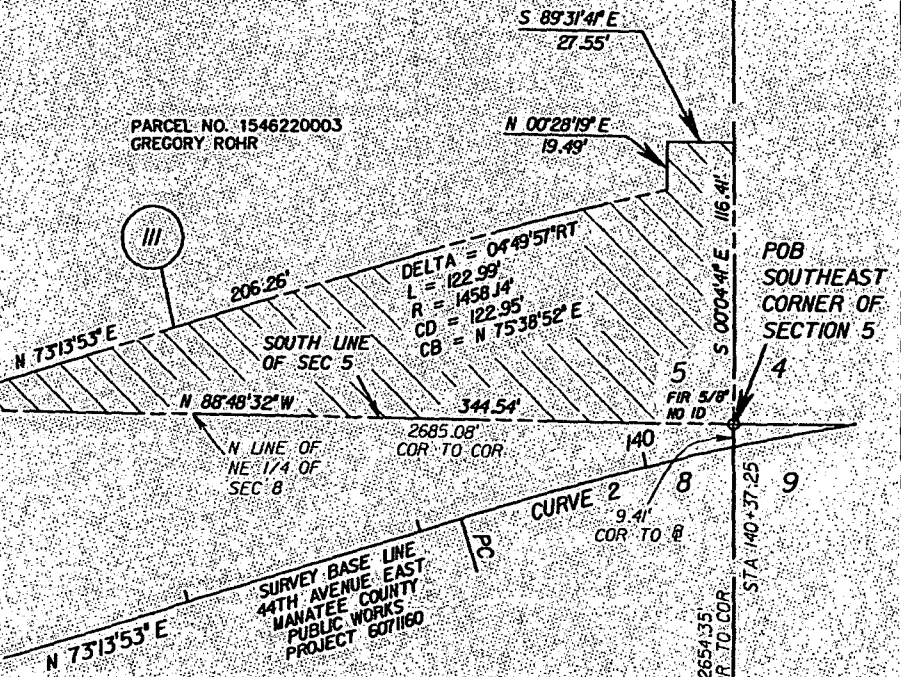 S 89°31'41" E
27.55'
PARCEL NO. 1546220003
GREGORY ROHR
N 00°28'19" E
19.49'
111
206.26'
N 73°13'53" E
DELTA = 04°49'57" RT
L = 122.99'
R = 1458.14'
CD = 122.95'
CB = N 75°38'52" E
S 00°04'41" E 116.41'
POB
SOUTHEAST
CORNER OF
SECTION 5
SOUTH LINE
OF SEC 5
5
4
FIR 5/8"
NO ID
N 88°48'32" W
344.54'
2685.08'
COR TO COR
N LINE OF
NE 1/4 OF
SEC 8
140
8
9
CURVE 2
9.41'
COR TO ℄
STA 140+37.25
PC
SURVEY BASE LINE
44TH AVENUE EAST
MANATEE COUNTY
PUBLIC WORKS
PROJECT 6071160
N 73°13'53" E
2654.35'
R TO COR